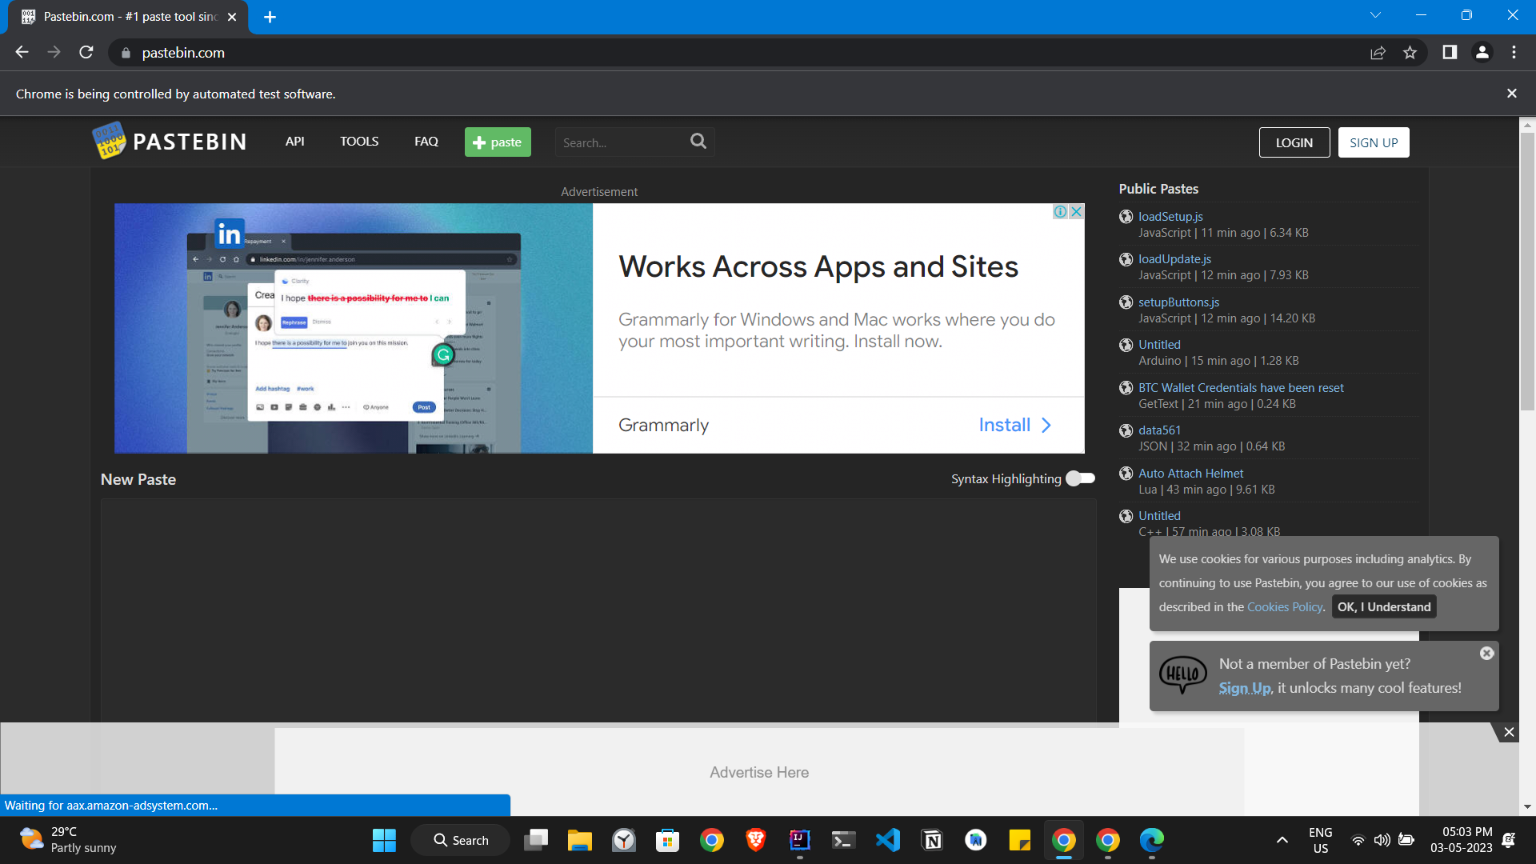 Pastebin.com - #1 paste tool sinc
pastebin.com
Chrome is being controlled by automated test software.
PASTEBIN
API
TOOLS
FAQ
paste
Search...
LOGIN
SIGN UP
Advertisement
in
Repayment
linkedin.com/in/jennifer.anderson
Clarity
Crea
I hope there is a possibility for me to I can
Rephrase
Dismiss
I hope there is a possibility for me to join you on this mission.
Add hashtag #work
Anyone
Post
Works Across Apps and Sites
Grammarly for Windows and Mac works where you do
your most important writing. Install now.
Grammarly
Install
New Paste
Syntax Highlighting
Public Pastes
loadSetup.js
JavaScript | 11 min ago | 6.34 KB
loadUpdate.js
JavaScript | 12 min ago | 7.93 KB
setupButtons.js
JavaScript | 12 min ago | 14.20 KB
Untitled
Arduino | 15 min ago | 1.28 KB
BTC Wallet Credentials have been reset
GetText | 21 min ago | 0.24 KB
data561
JSON | 32 min ago | 0.64 KB
Auto Attach Helmet
Lua | 43 min ago | 9.61 KB
Untitled
C++ | 57 min ago | 3.08 KB
We use cookies for various purposes including analytics. By
continuing to use Pastebin, you agree to our use of cookies as
described in the Cookies Policy. OK, I Understand
HELLO
Not a member of Pastebin yet?
Sign Up, it unlocks many cool features!
Advertise Here
Waiting for aax.amazon-adsystem.com...
29°C
Partly sunny
Search
ENG
US
05:03 PM
03-05-2023